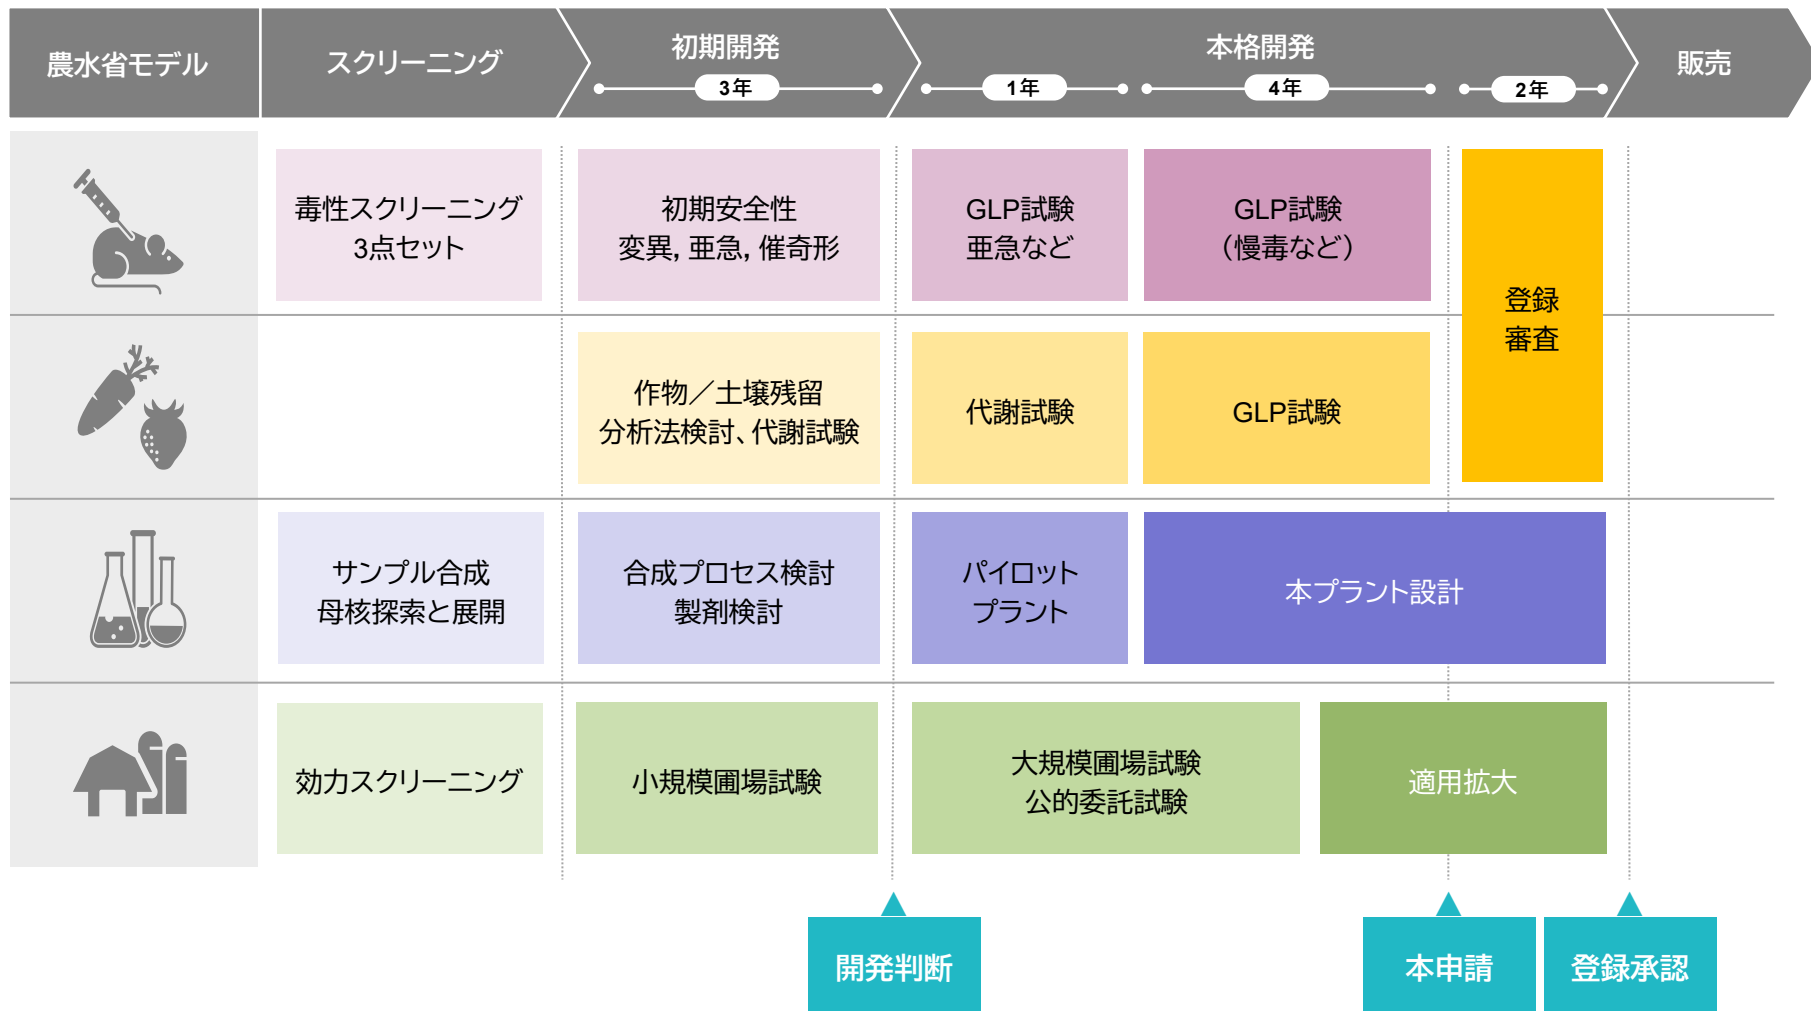 農水省モデル
スクリーニング
初期開発
3年
本格開発
1年
4年
2年
販売
毒性スクリーニング
3点セット
初期安全性
変異, 亜急, 催奇形
GLP試験
亜急など
GLP試験
（慢毒など）
登録
審査
作物／土壌残留
分析法検討、代謝試験
代謝試験
GLP試験
サンプル合成
母核探索と展開
合成プロセス検討
製剤検討
パイロット
プラント
本プラント設計
効力スクリーニング
小規模圃場試験
大規模圃場試験
公的委託試験
適用拡大
開発判断
本申請
登録承認